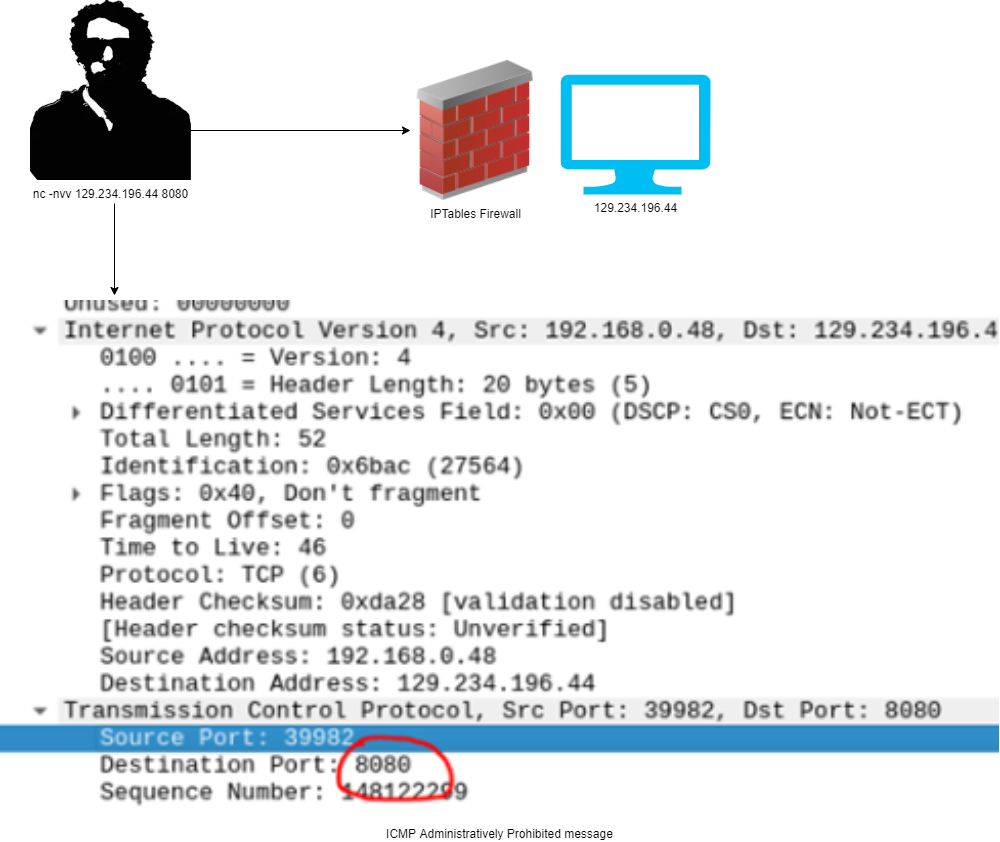 nc -nvv 129.234.196.44 8080
IPTables Firewall
129.234.196.44
Unused: 00000000
Internet Protocol Version 4, Src: 192.168.0.48, Dst: 129.234.196.4
0100 .... = Version: 4
.... 0101 = Header Length: 20 bytes (5)
Differentiated Services Field: 0x00 (DSCP: CS0, ECN: Not-ECT)
Total Length: 52
Identification: 0x6bac (27564)
Flags: 0x40, Don't fragment
Fragment Offset: 0
Time to Live: 46
Protocol: TCP (6)
Header Checksum: 0xda28 [validation disabled]
[Header checksum status: Unverified]
Source Address: 192.168.0.48
Destination Address: 129.234.196.44
Transmission Control Protocol, Src Port: 39982, Dst Port: 8080
Source Port: 39982
Destination Port: 8080
Sequence Number: 148122299
ICMP Administratively Prohibited message